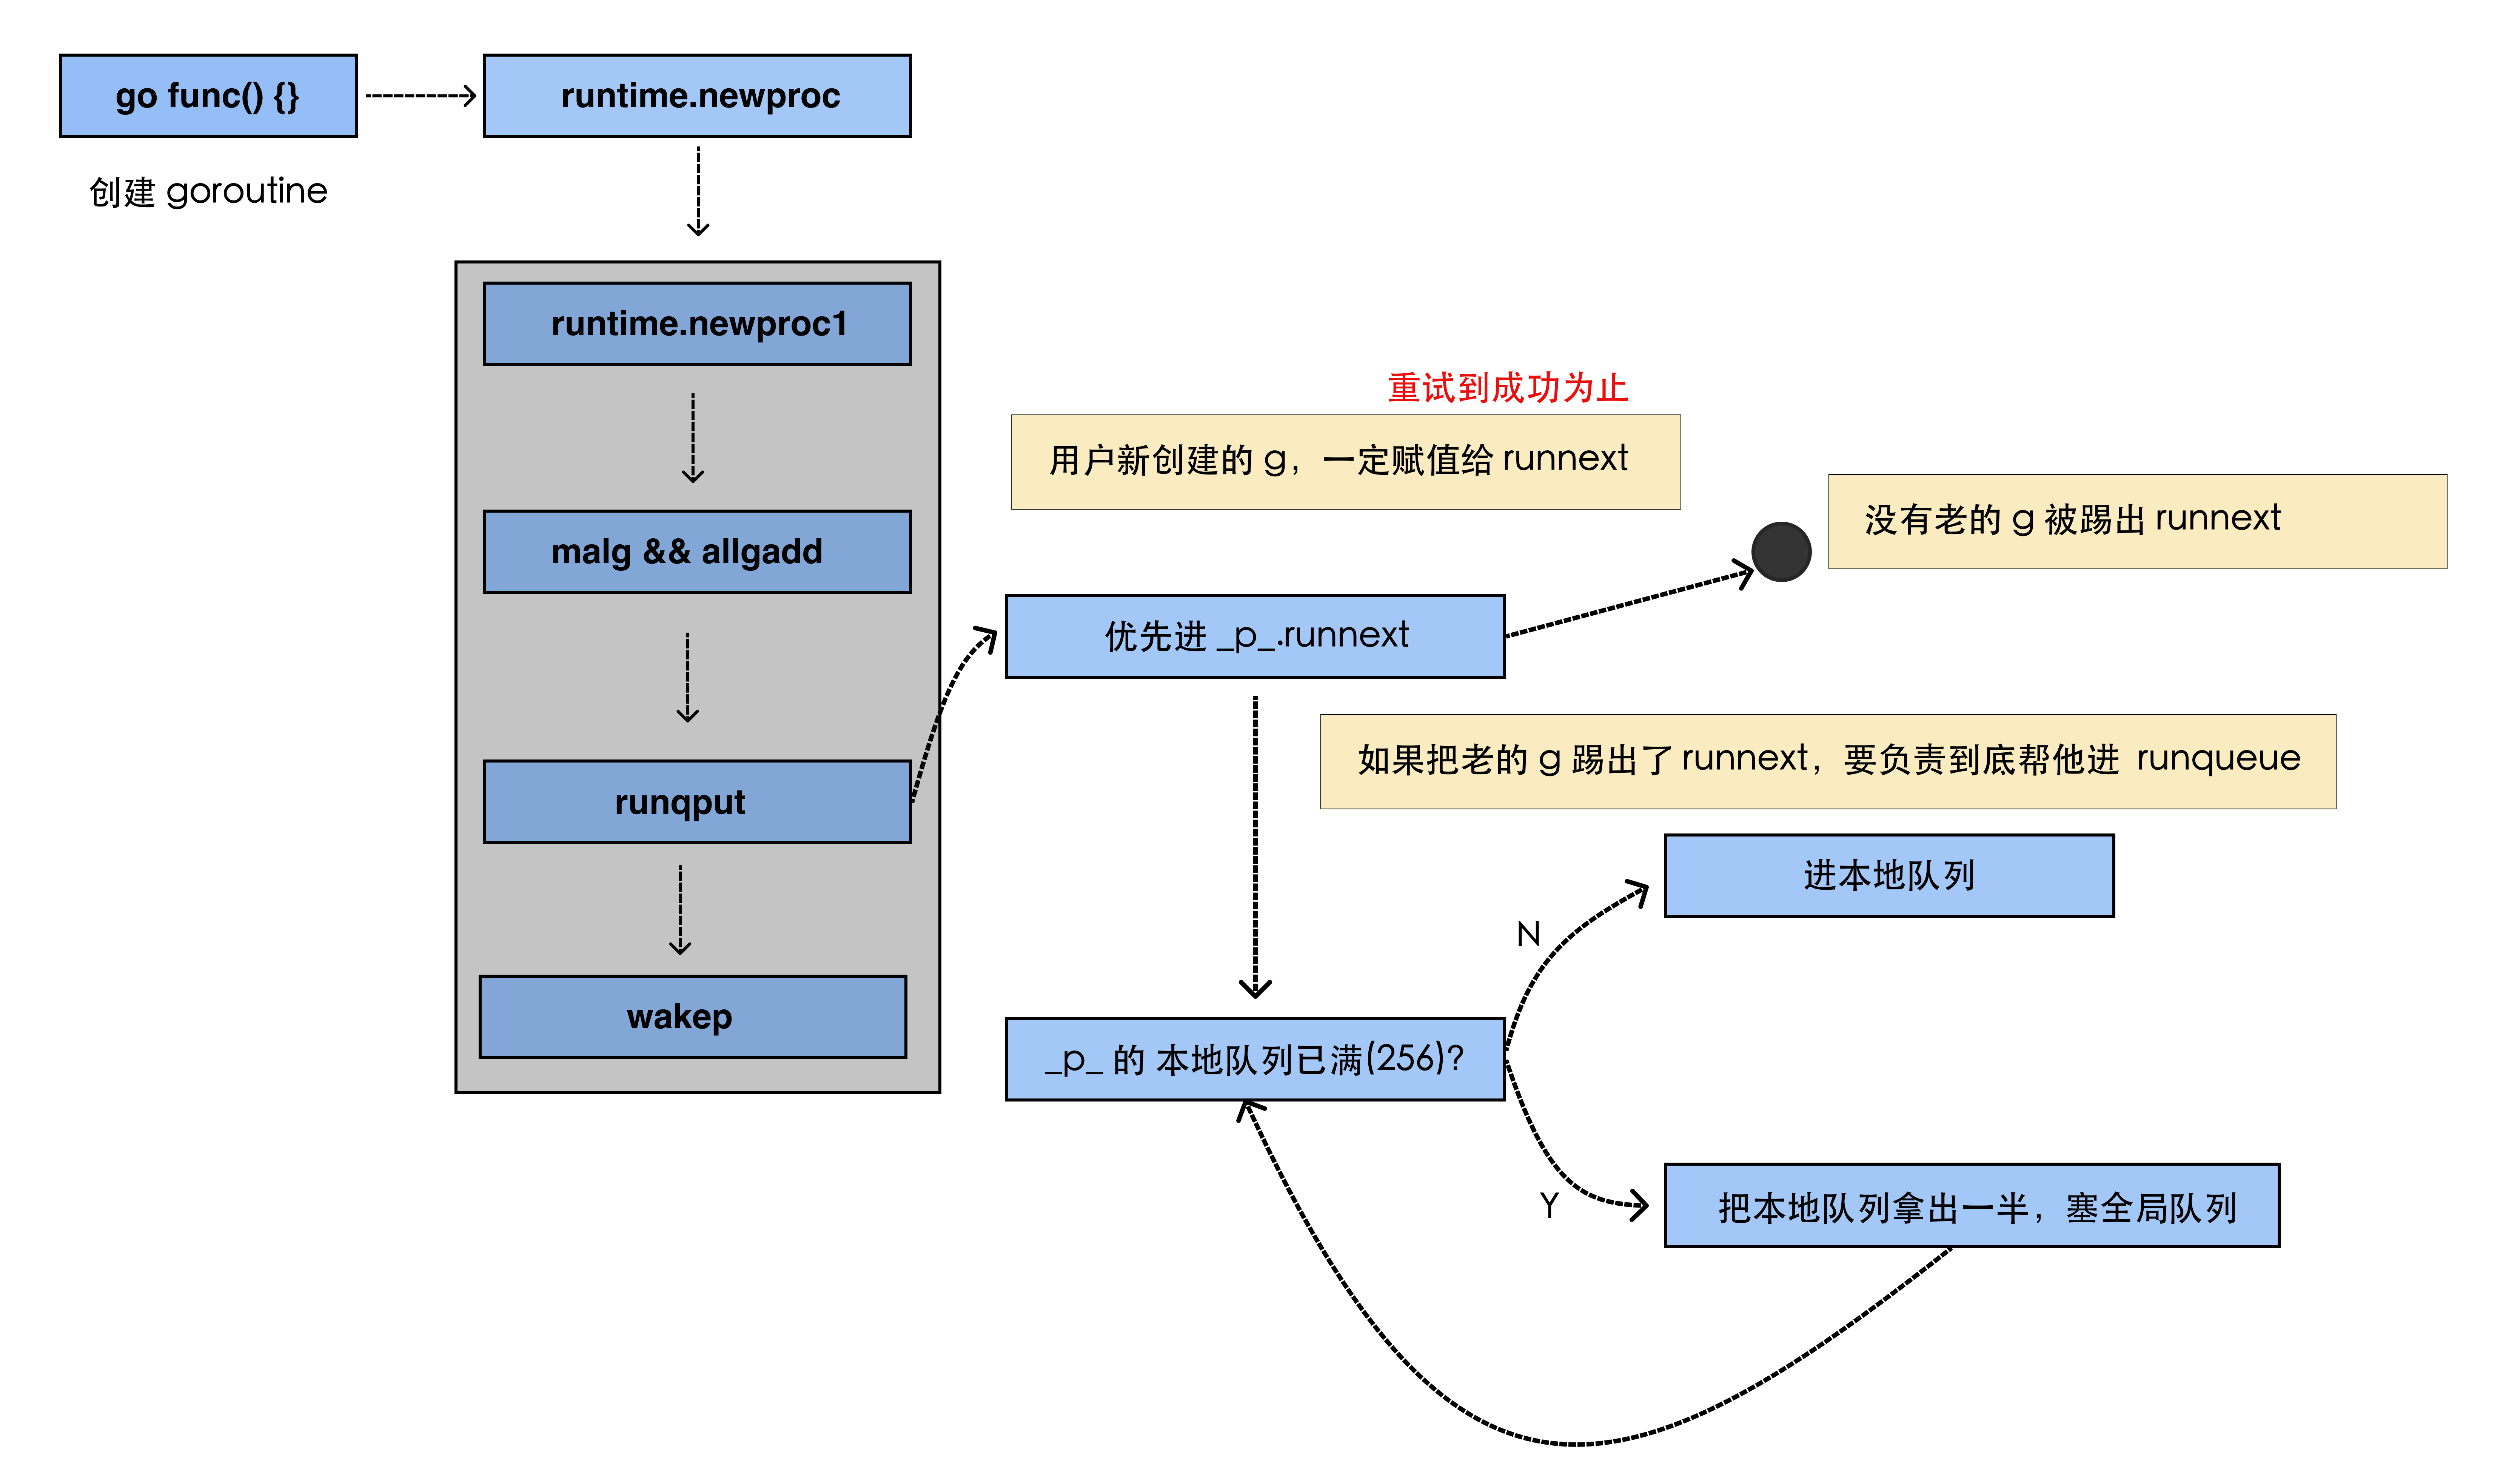 go func() {}
runtime.newproc
创建 goroutine
runtime.newproc1
malg && allgadd
runqput
wakep
重试到成功为止
用户新创建的 g，一定赋值给 runnext
没有老的 g 被踢出 runnext
优先进 _p_.runnext
如果把老的 g 踢出了 runnext，要负责到底帮他进 runqueue
进本地队列
N
_p_ 的 本地队列已满(256)?
Y
把本地队列拿出一半，塞全局队列